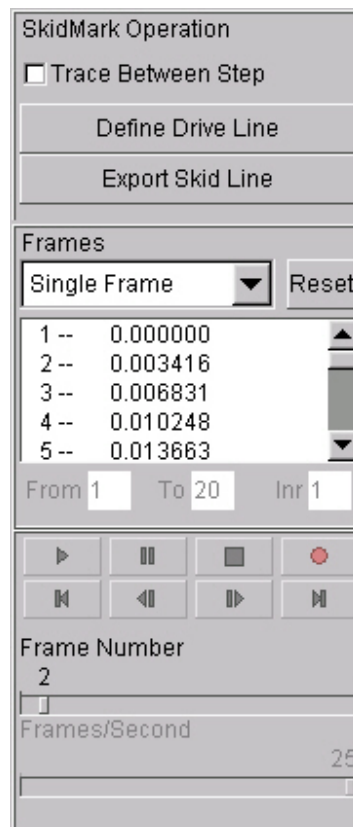 SkidMark Operation
Trace Between Step
Define Drive Line
Export Skid Line
Frames
Single Frame Reset
1 -- 0.000000
2 -- 0.003416
3 -- 0.006831
4 -- 0.010248
5 -- 0.013663
From 1 To 20 Inr 1
Frame Number
2
Frames/Second
25